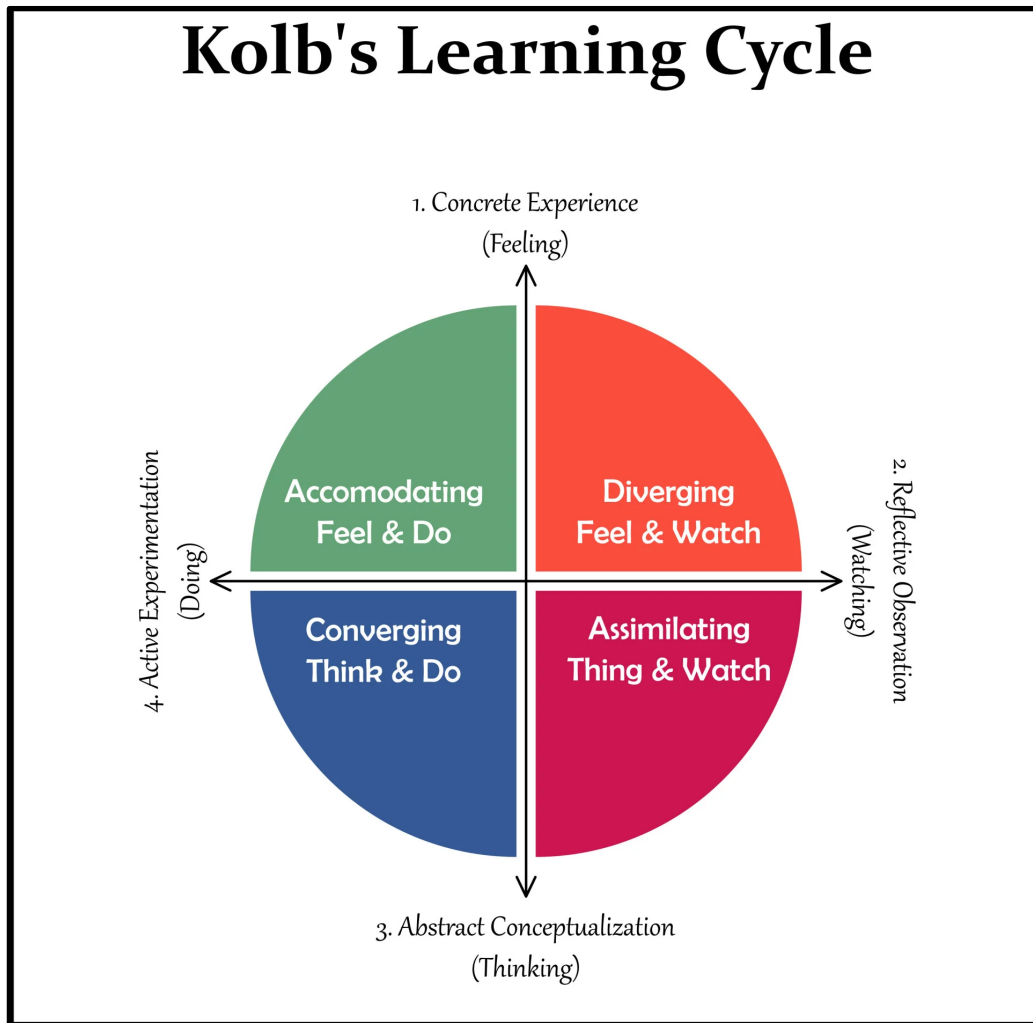 Kolb's Learning Cycle
1. Concrete Experience
(Feeling)
Accomodating
Feel & Do
Diverging
Feel & Watch
4. Active Experimentation
(Doing)
2. Reflective Observation
(Watching)
Converging
Think & Do
Assimilating
Thing & Watch
3. Abstract Conceptualization
(Thinking)